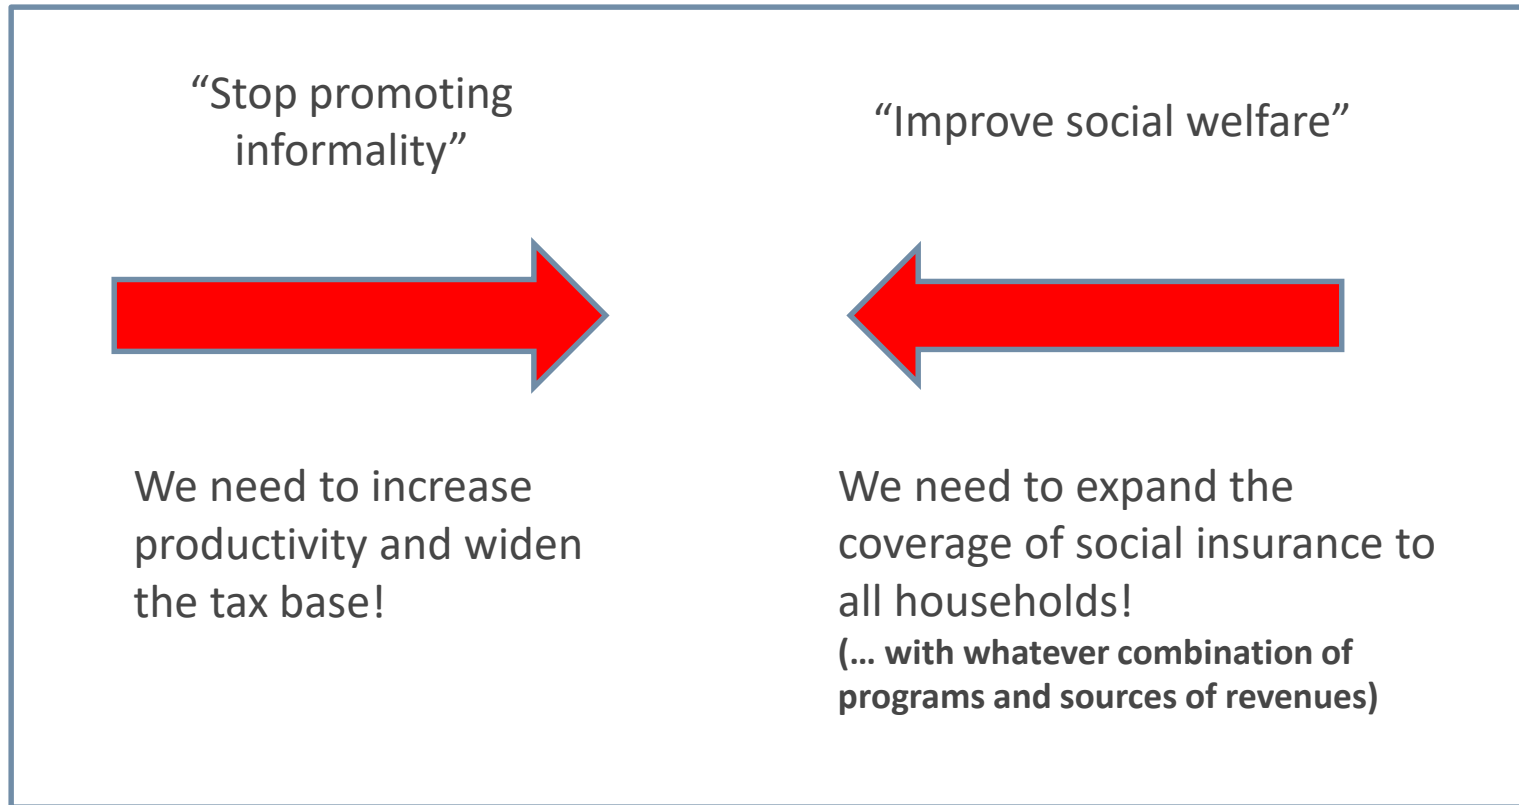 “Stop promoting
informality”
“Improve social welfare”
We need to increase
productivity and widen
the tax base!
We need to expand the
coverage of social insurance to
all households!
(… with whatever combination of
programs and sources of revenues)